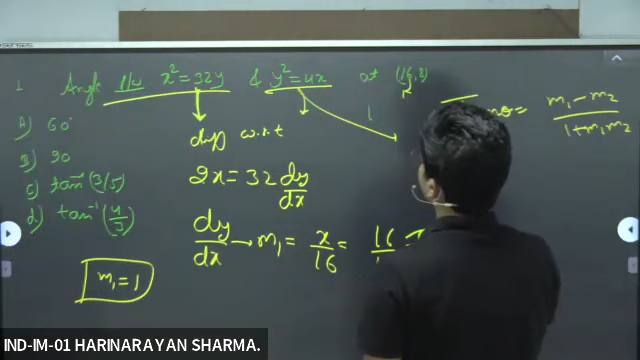 1 Angle b/w x² = 32y & y² = 4x at (16,8)
A) 60°
B) 90
c) tan⁻¹(3/5)
d) tan⁻¹(4/3)
diff w.r.t
2x = 32 dy/dx
dy/dx → m₁ = x/16 = 16
m₁ = 1
= m₁ - m₂ / 1 + m₁m₂
IND-IM-01 HARINARAYAN SHARMA.